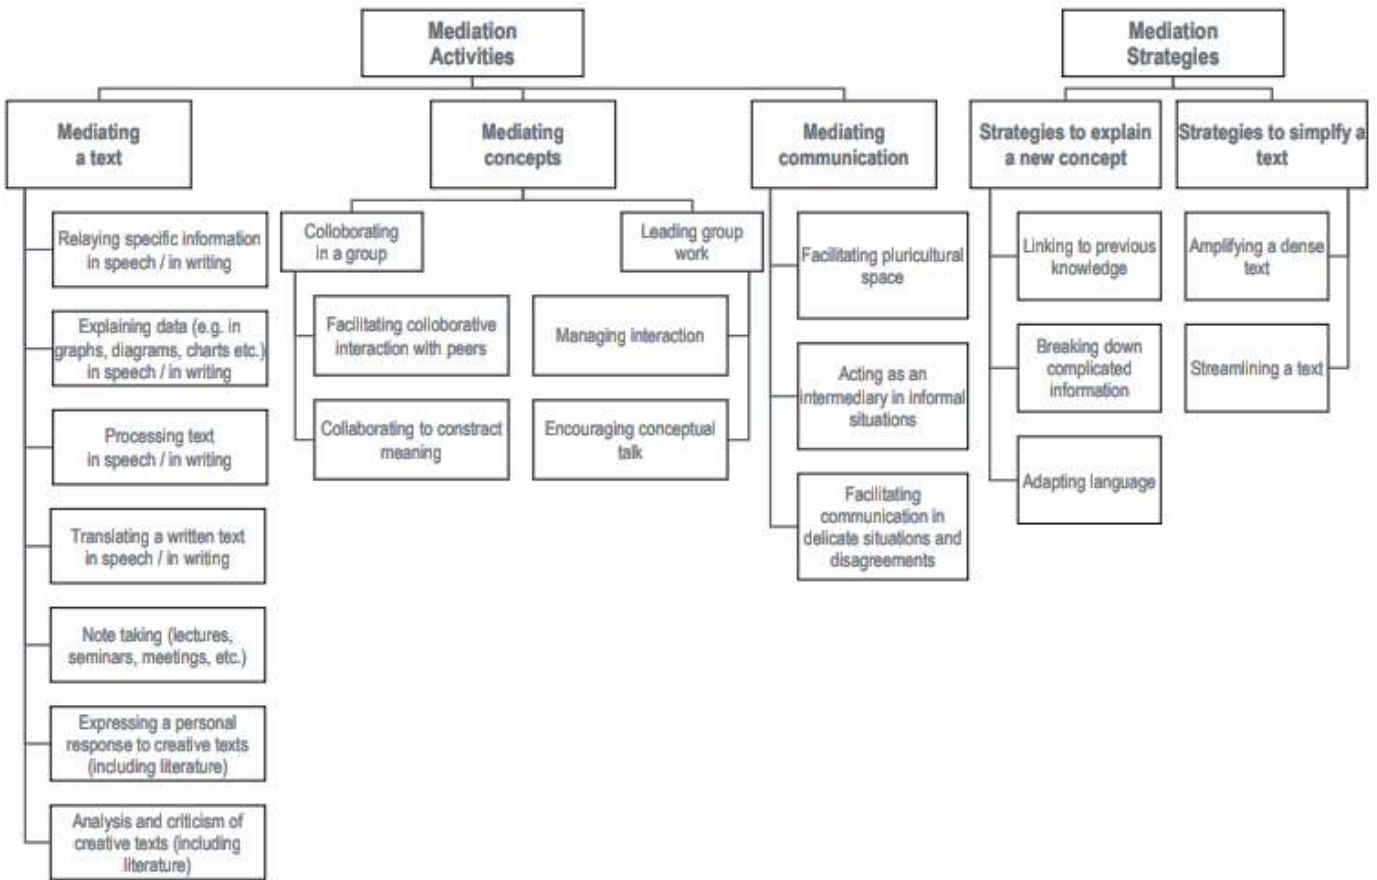 Mediation
Activities
Mediation
Strategies
Mediating
a text
Mediating
concepts
Mediating
communication
Strategies to explain
a new concept
Strategies to simplfy a
text
Relaying specific information
in speech / in writing
Explaining data (e.g. in
graphs, diagrams, charts etc.)
in speech / in writing
Processing text
in speech / in writing
Translating a written text
in speech / in writing
Note taking (lectures,
seminars, meetings, etc.)
Expressing a personal
response to creative texts
(including literature)
Analysis and criticism of
creative texts (including
literature)
Colloborating
in a group
Facilitating colloborative
interaction with peers
Collaborating to constract
meaning
Leading group
work
Managing interaction
Encouraging conceptual
talk
Facilitating pluricultural
space
Acting as an
intermediary in informal
situations
Facilitating
communication in
delicate situations and
disagreements
Linking to previous
knowledge
Breaking down
complicated
information
Adapting language
Amplifying a dense
text
Streamlining a text